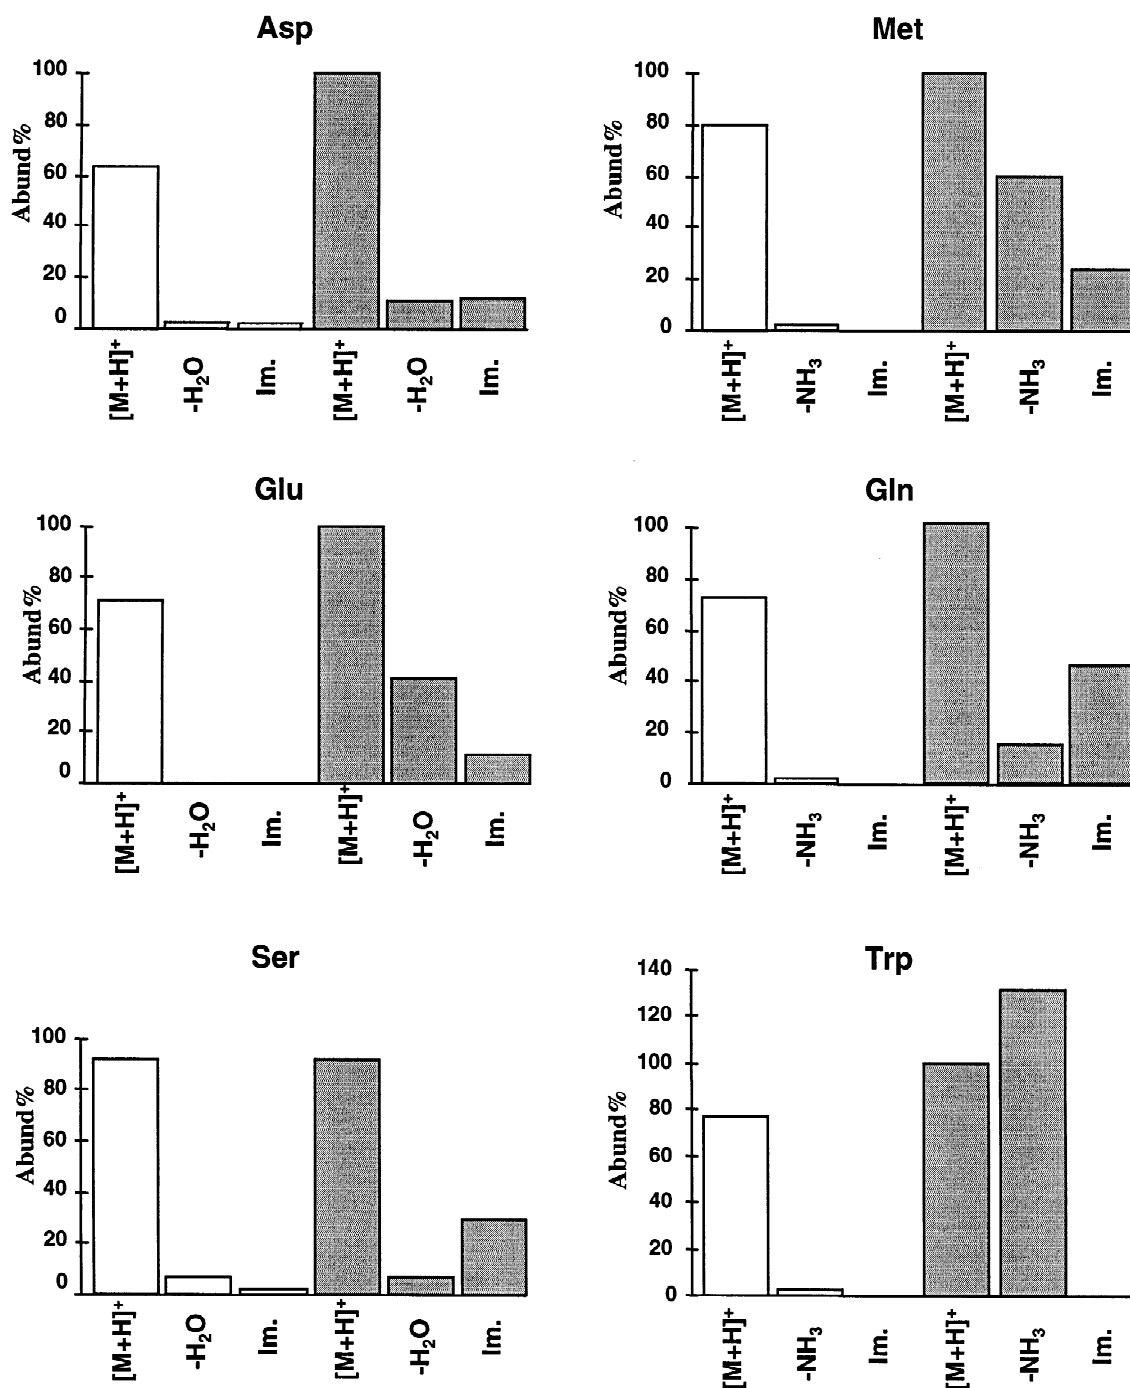 Asp
100
80
60
40
20
0
Abund%
[M+H]⁺
-H₂O
Im.
[M+H]⁺
-H₂O
Im.
Met
100
80
60
40
20
0
Abund%
[M+H]⁺
-NH₃
Im.
[M+H]⁺
-NH₃
Im.
Glu
100
80
60
40
20
0
Abund%
[M+H]⁺
-H₂O
Im.
[M+H]⁺
-H₂O
Im.
Gln
100
80
60
40
20
0
Abund%
[M+H]⁺
-NH₃
Im.
[M+H]⁺
-NH₃
Im.
Ser
100
80
60
40
20
0
Abund%
[M+H]⁺
-H₂O
Im.
[M+H]⁺
-H₂O
Im.
Trp
140
120
100
80
60
40
20
0
Abund%
[M+H]⁺
-NH₃
Im.
[M+H]⁺
-NH₃
Im.